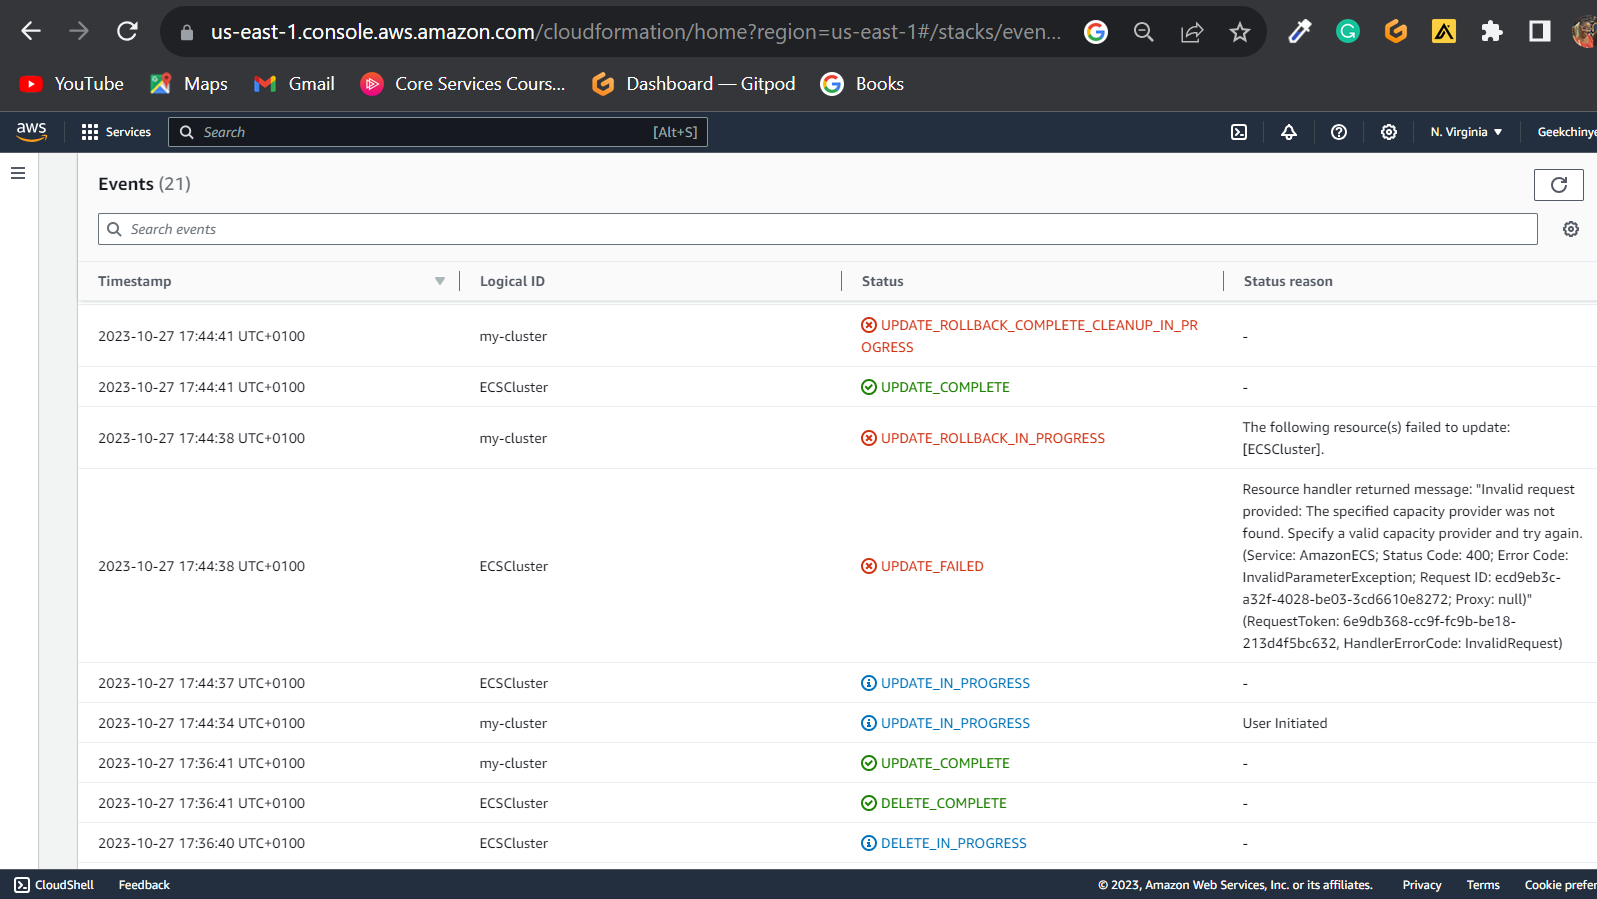 us-east-1.console.aws.amazon.com/cloudformation/home?region=us-east-1#/stacks/even...
YouTube Maps Gmail Core Services Cours... Dashboard — Gitpod Books
aws Services Search [Alt+S] N. Virginia Geekchinye
Events (21)
Search events
Timestamp Logical ID Status Status reason
2023-10-27 17:44:41 UTC+0100 my-cluster UPDATE_ROLLBACK_COMPLETE_CLEANUP_IN_PR
OGRESS -
2023-10-27 17:44:41 UTC+0100 ECSCluster UPDATE_COMPLETE -
2023-10-27 17:44:38 UTC+0100 my-cluster UPDATE_ROLLBACK_IN_PROGRESS The following resource(s) failed to update:
[ECSCluster].
2023-10-27 17:44:38 UTC+0100 ECSCluster UPDATE_FAILED Resource handler returned message: "Invalid request
provided: The specified capacity provider was not
found. Specify a valid capacity provider and try again.
(Service: AmazonECS; Status Code: 400; Error Code:
InvalidParameterException; Request ID: ecd9eb3c-
a32f-4028-be03-3cd6610e8272; Proxy: null)"
(RequestToken: 6e9db368-cc9f-fc9b-be18-
213d4f5bc632, HandlerErrorCode: InvalidRequest)
2023-10-27 17:44:37 UTC+0100 ECSCluster UPDATE_IN_PROGRESS -
2023-10-27 17:44:34 UTC+0100 my-cluster UPDATE_IN_PROGRESS User Initiated
2023-10-27 17:36:41 UTC+0100 my-cluster UPDATE_COMPLETE -
2023-10-27 17:36:41 UTC+0100 ECSCluster DELETE_COMPLETE -
2023-10-27 17:36:40 UTC+0100 ECSCluster DELETE_IN_PROGRESS -
CloudShell Feedback © 2023, Amazon Web Services, Inc. or its affiliates. Privacy Terms Cookie prefer